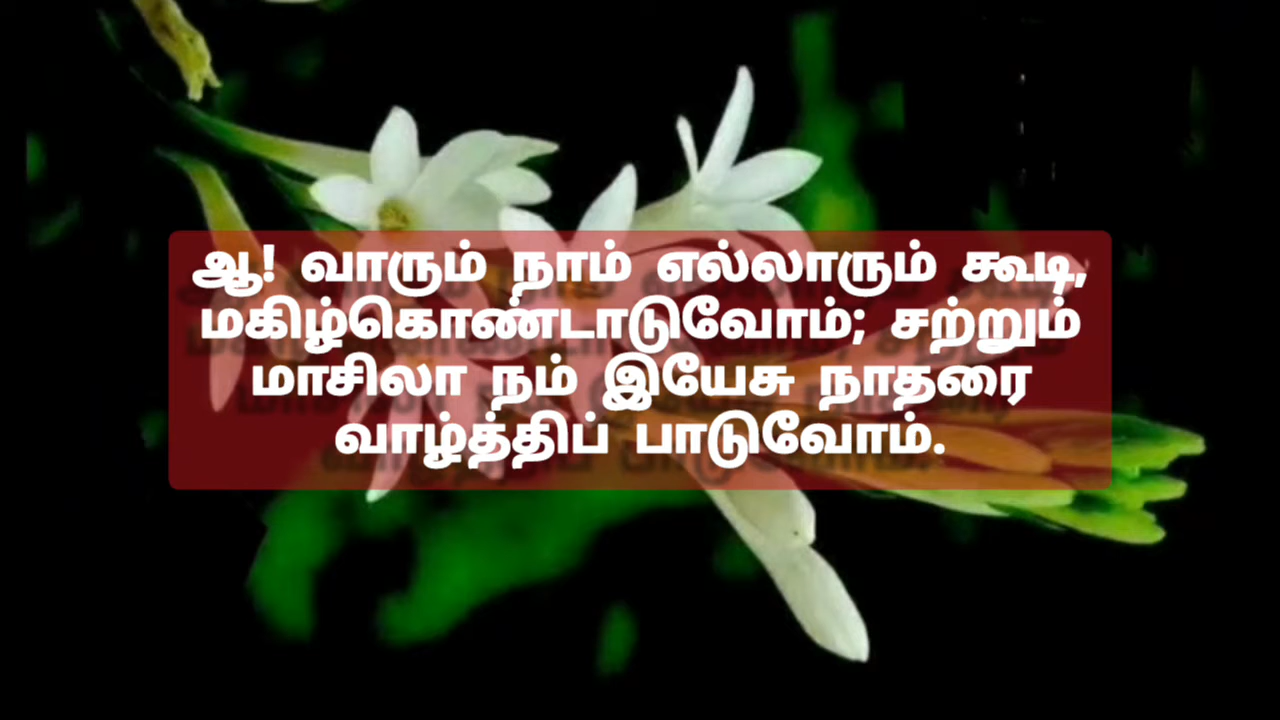 ஆ! வாரும் நாம் எல்லாரும் கூடி,
மகிழ்கொண்டாடுவோம்; சற்றும்
மாசிலா நம் இயேசு நாதரை
வாழ்த்திப் பாடுவோம்.